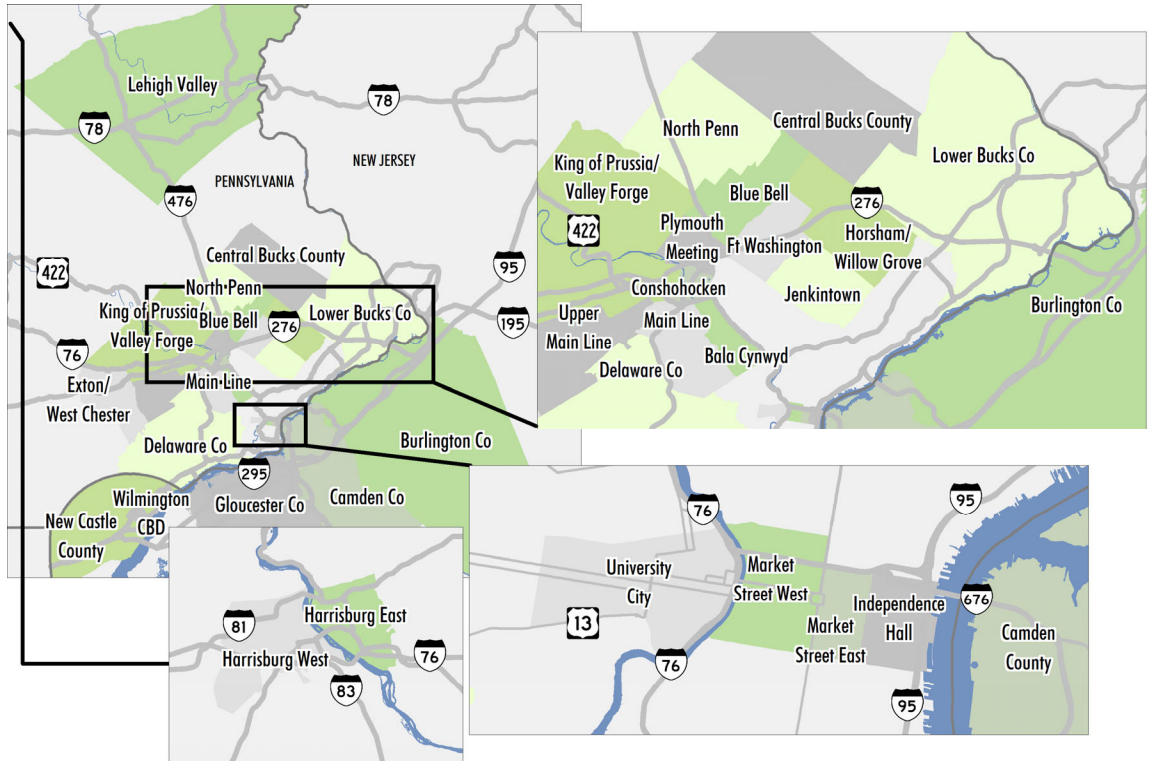 Lehigh Valley
78
78
NEW JERSEY
PENNSYLVANIA
476
422
Central Bucks County
95
North Penn
King of Prussia/
Valley Forge
Blue Bell
276
Lower Bucks Co
195
76
Exton/
West Chester
Main Line
Delaware Co
Burlington Co
295
Wilmington
CBD
Gloucester Co
Camden Co
New Castle
County
North Penn
Central Bucks County
Lower Bucks Co
King of Prussia/
Valley Forge
Blue Bell
276
422
Plymouth
Meeting
Ft Washington
Horsham/
Willow Grove
Conshohocken
Jenkintown
Burlington Co
Upper
Main Line
Main Line
Bala Cynwyd
Delaware Co
81
Harrisburg East
Harrisburg West
76
83
76
95
University
City
Market
Street West
13
Independence
Hall
676
Market
Street East
Camden
County
76
95